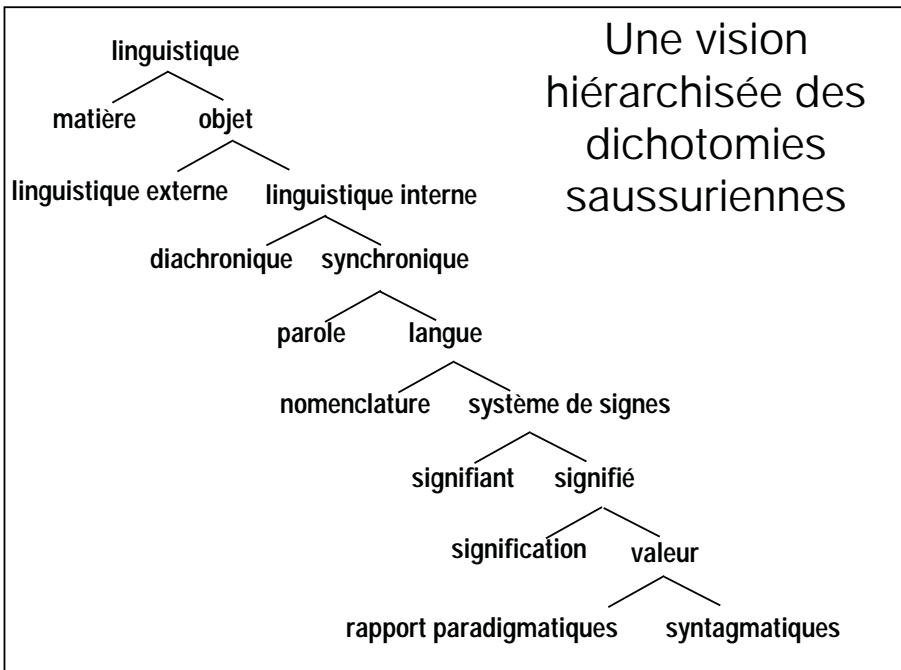 Une vision
hiérarchisée des
dichotomies
saussuriennes
linguistique
matière objet
linguistique externe linguistique interne
diachronique synchronique
parole langue
nomenclature système de signes
signifiant signifié
signification valeur
rapport paradigmatiques syntagmatiques